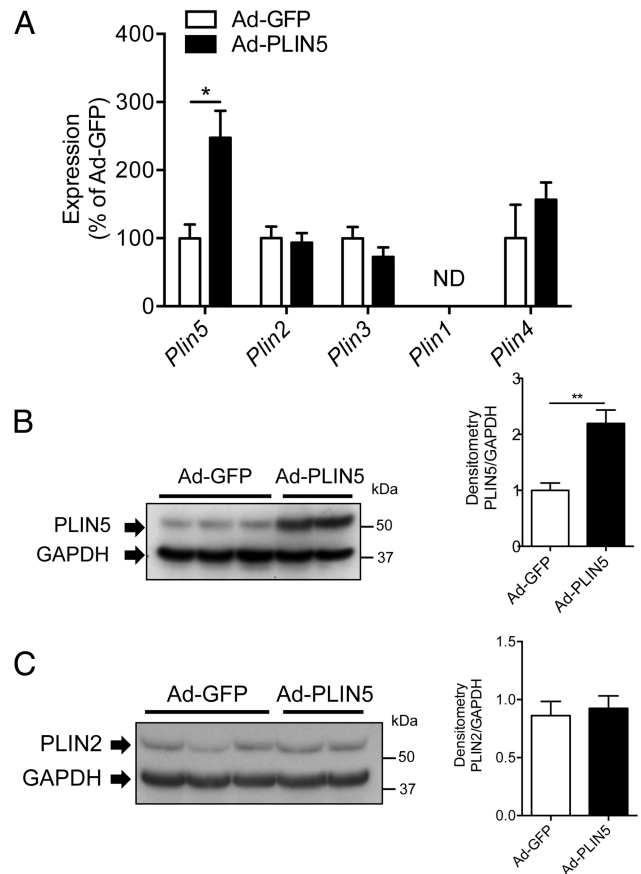 A
Ad-GFP
Ad-PLIN5
Expression
(% of Ad-GFP)
400
300
200
100
0
*
ND
Plin5
Plin2
Plin3
Plin1
Plin4
B
Ad-GFP Ad-PLIN5
kDa
PLIN5
50
GAPDH
37
Densitometry
PLIN5/GAPDH
3
2
1
0
**
Ad-GFP
Ad-PLIN5
C
Ad-GFP Ad-PLIN5
kDa
PLIN2
50
GAPDH
37
Densitometry
PLIN2/GAPDH
1.5
1.0
0.5
0.0
Ad-GFP
Ad-PLIN5